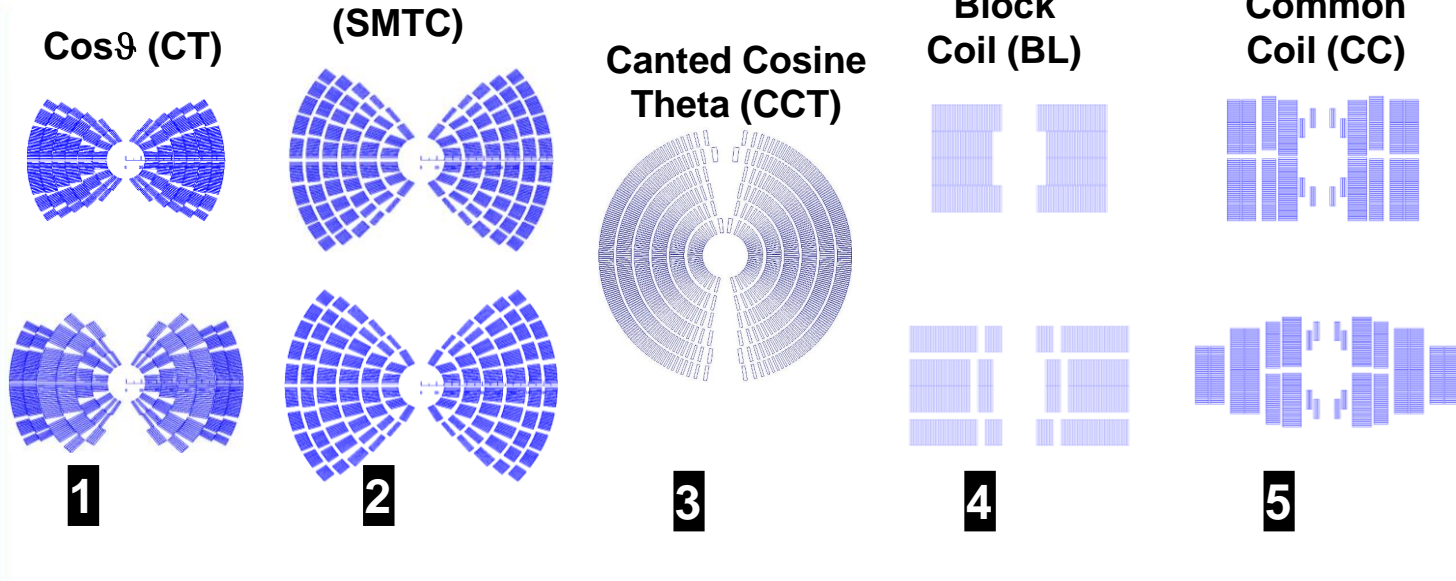 Cosϑ (CT)
(SMTC)
Canted Cosine
Theta (CCT)
Block
Coil (BL)
Common
Coil (CC)
1
2
3
4
5